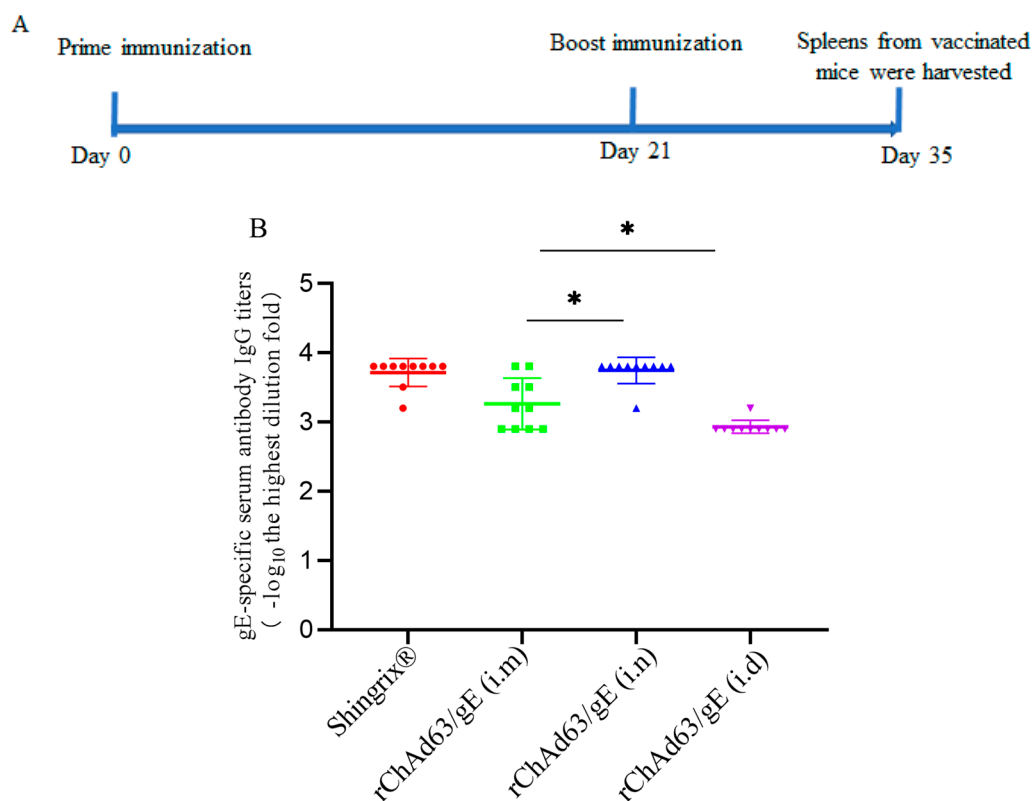 A
Prime immunization
Boost immunization
Spleens from vaccinated
mice were harvested
Day 0
Day 21
Day 35
B
*
*
gE-specific serum antibody IgG titers
( -log10 the highest dilution fold)
5
4
3
2
1
0
Shingrix®
rChAd63/gE (i.m)
rChAd63/gE (i.n)
rChAd63/gE (i.d)